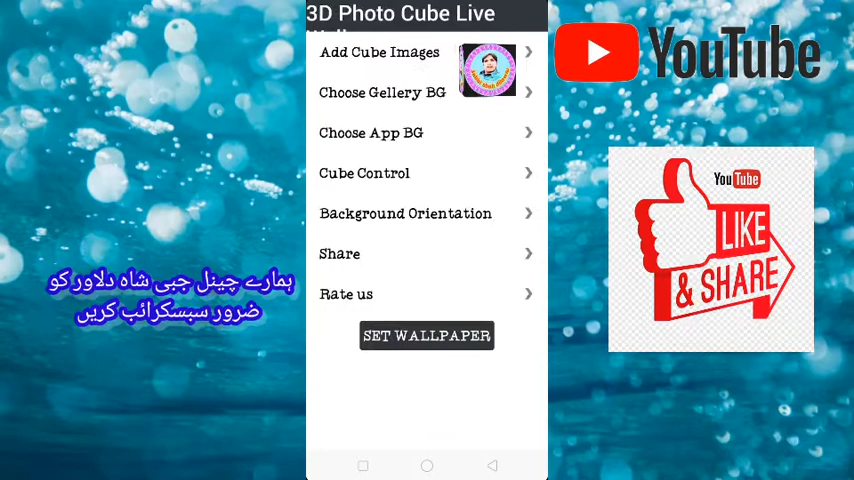 3D Photo Cube Live
Add Cube Images
Choose Gellery BG
Choose App BG
Cube Control
Background Orientation
Share
Rate us
SET WALLPAPER
ہمارے چینل جبی شاہ دلاور کو
ضرور سبسکرائب کریں
YouTube
YouTube
LIKE
& SHARE